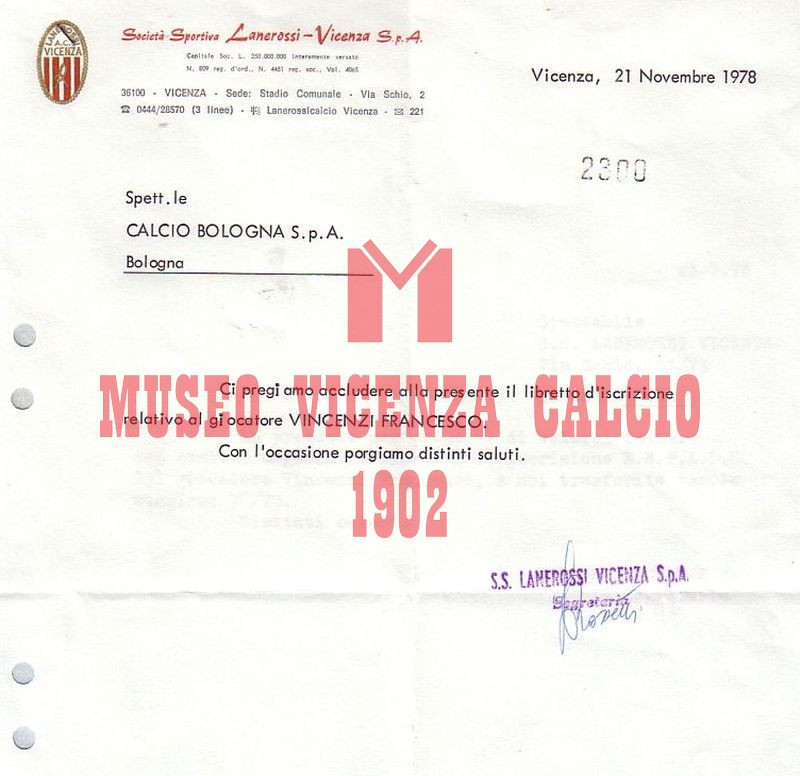 LANEROSSI
A.C.
VICENZA
Società Sportiva Lanerossi-Vicenza S.p.A.
Capitale Soc. L. 250.000.000 interamente versato
N. 809 reg. d'ord., N. 4451 reg. soc., Vol. 4065
36100 - VICENZA - Sede: Stadio Comunale - Via Schio, 2
☎ 0444/28570 (3 linee) - Lanerossicalcio Vicenza - ✉ 221
Vicenza, 21 Novembre 1978
2300
Spett.le
CALCIO BOLOGNA S.p.A.
Bologna
Ci pregiamo accludere alla presente il libretto d'iscrizione
relativo al giocatore VINCENZI FRANCESCO.
Con l'occasione porgiamo distinti saluti.
M
MUSEO VICENZA CALCIO
1902
S.S. LANEROSSI VICENZA S.p.A.
Segreteria